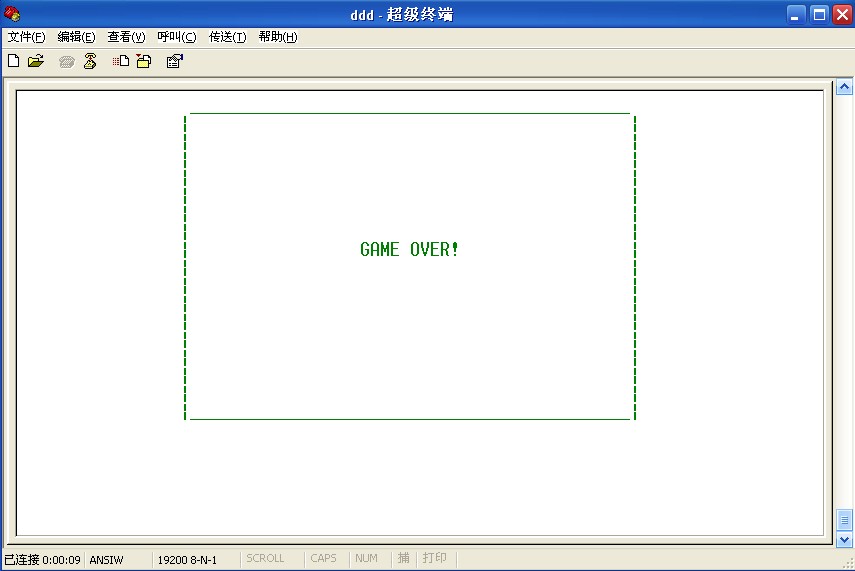 ddd - 超级终端
文件(F) 编辑(E) 查看(V) 呼叫(C) 传送(T) 帮助(H)
GAME OVER!
已连接 0:00:09 ANSIW 19200 8-N-1 SCROLL CAPS NUM 捕 打印